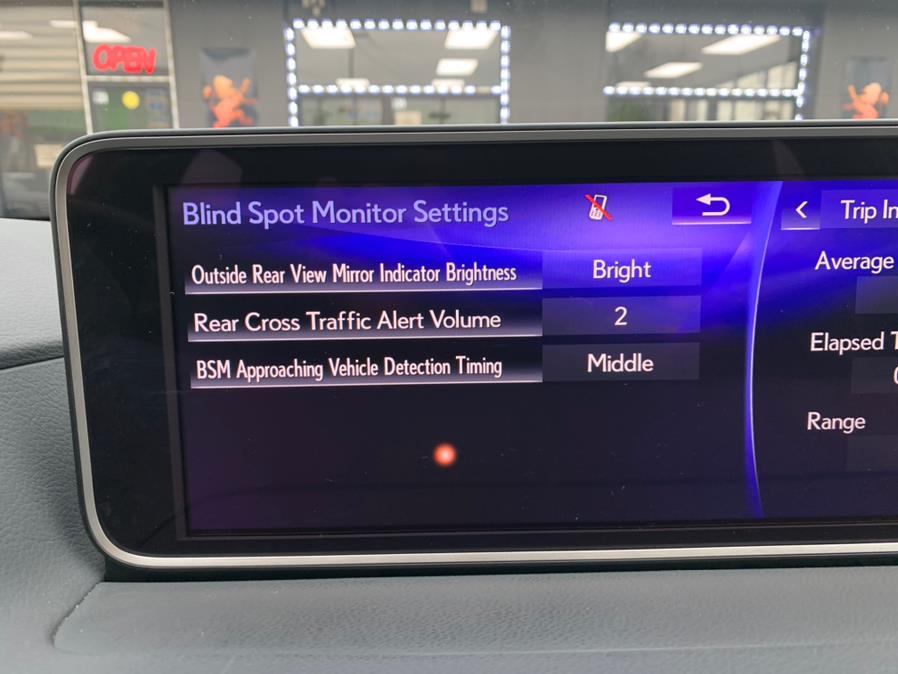 OPEN
Blind Spot Monitor Settings
Trip In
Outside Rear View Mirror Indicator Brightness Bright
Average
Rear Cross Traffic Alert Volume 2
Elapsed T
BSM Approaching Vehicle Detection Timing Middle
Range